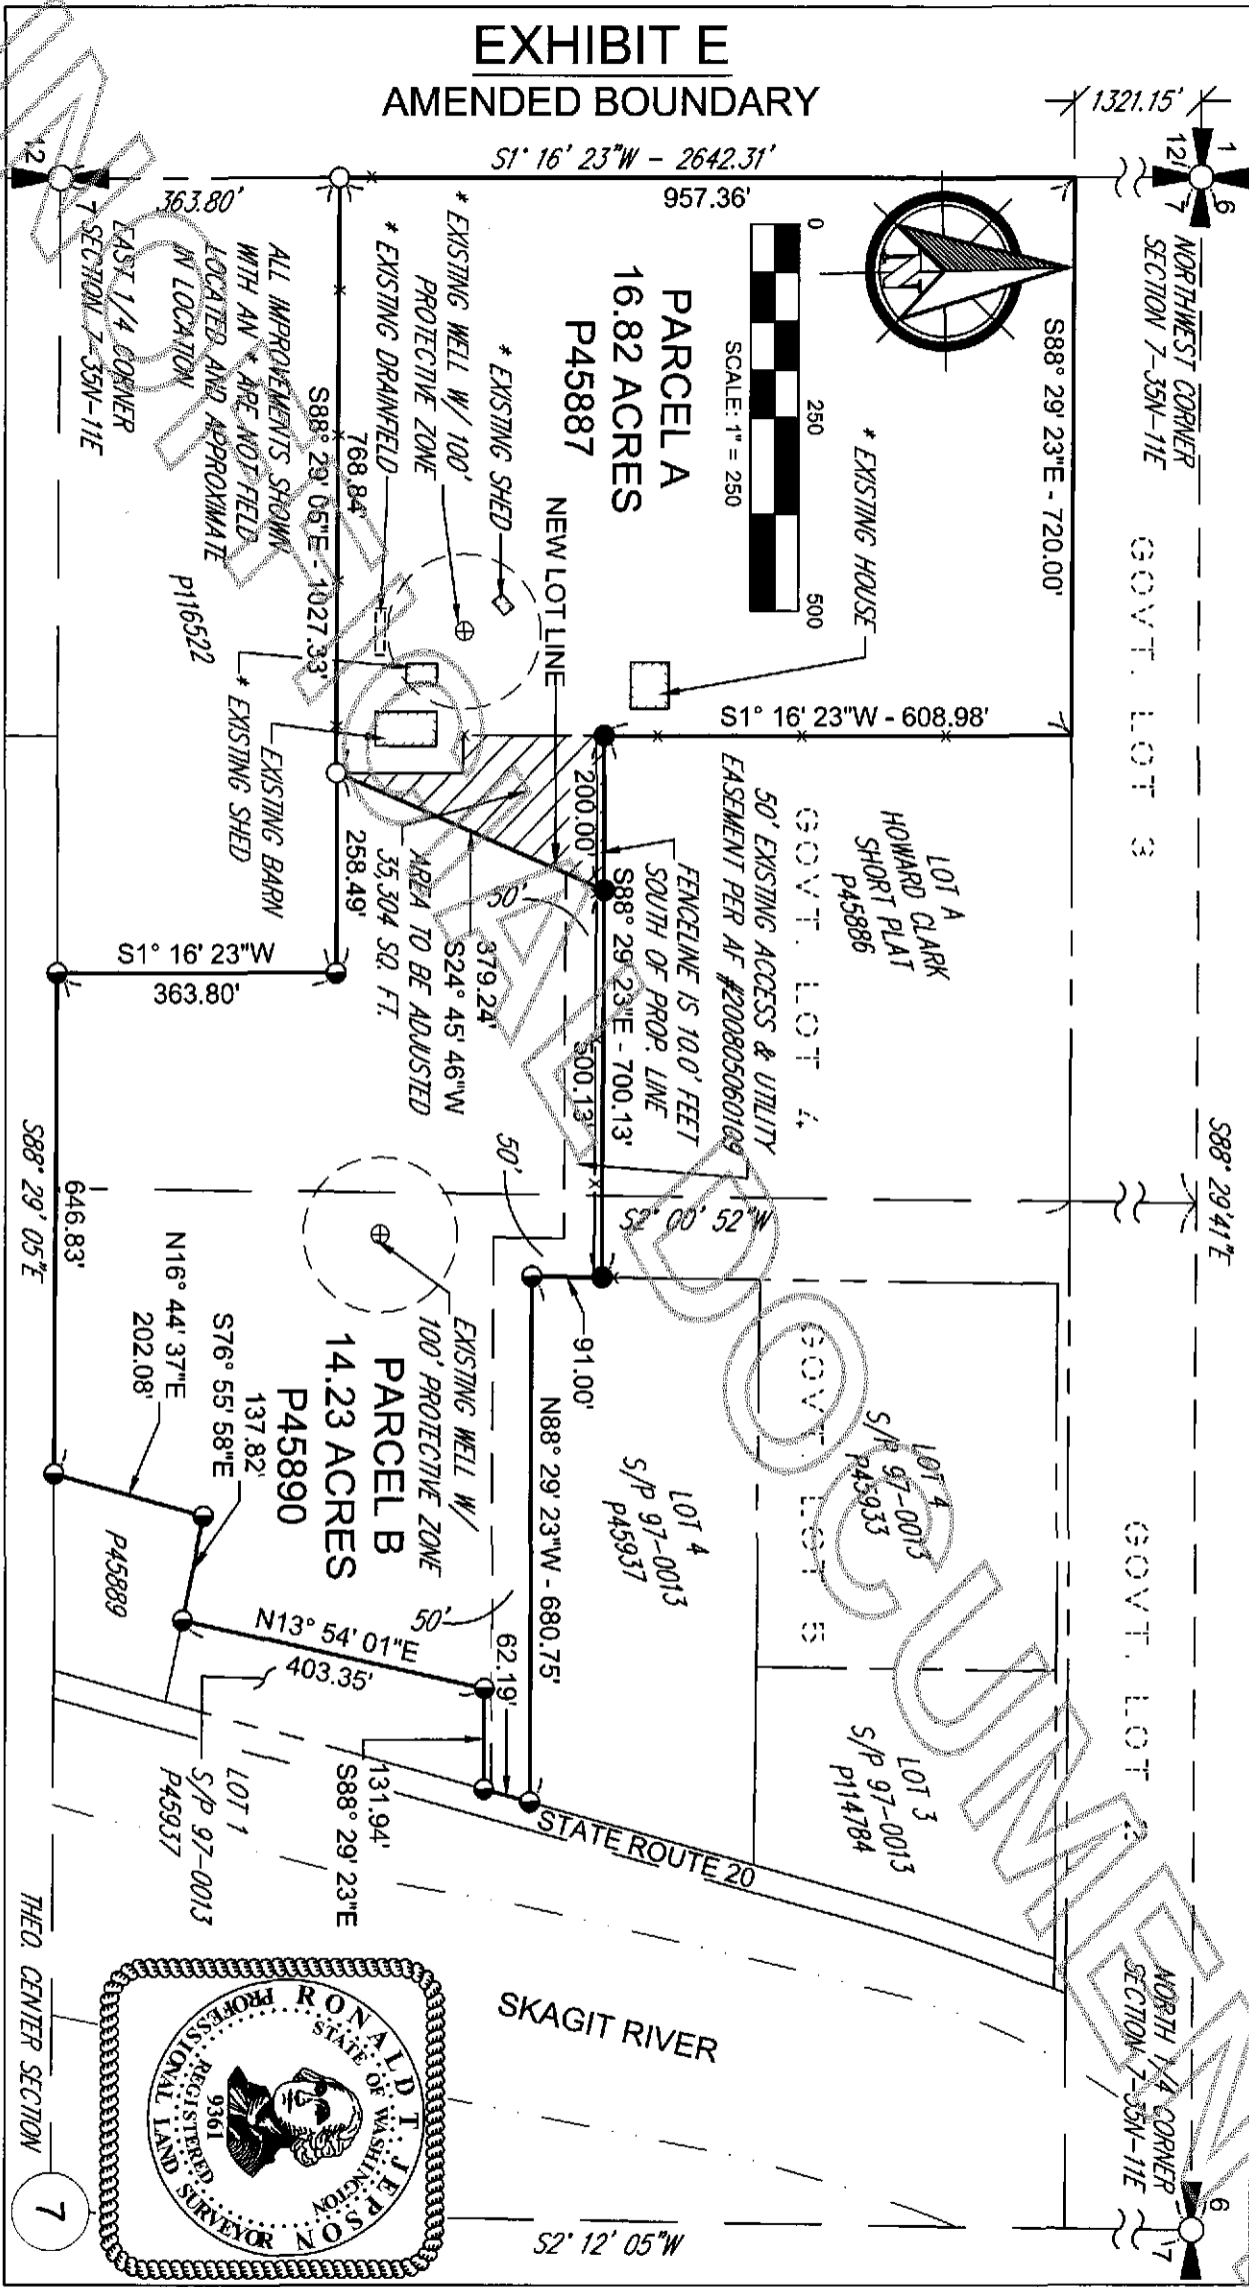 EXHIBIT E
AMENDED BOUNDARY
1321.15'
1
6
12
7
NORTHWEST CORNER
SECTION 7-35N-11E
S1° 16' 23"W - 2642.31'
957.36'
363.80'
12
7
EAST 1/4 CORNER
SECTION 7-35N-11E
S88° 29' 23"E - 720.00'
GOVT. LOT 3
S88° 29'41"E
0
250
500
SCALE: 1" = 250
PARCEL A
16.82 ACRES
P45887
* EXISTING HOUSE
* EXISTING SHED
* EXISTING WELL W/ 100'
PROTECTIVE ZONE
* EXISTING DRAINFIELD
NEW LOT LINE
ALL IMPROVEMENTS SHOWN
WITH AN * ARE NOT FIELD
LOCATED AND APPROXIMATE
IN LOCATION
768.84'
S88° 29' 05"E - 1027.33'
P116522
* EXISTING SHED
EXISTING BARN
S1° 16' 23"W - 608.98'
LOT A
HOWARD CLARK
SHORT PLAT
P45886
GOVT. LOT 4
50' EXISTING ACCESS & UTILITY
EASEMENT PER AF #200805060109
FENCELINE IS 10.0' FEET
SOUTH OF PROP. LINE
200.00'
S88° 29' 23"E - 700.13'
500.13'
50'
379.24'
S24° 45' 46"W
AREA TO BE ADJUSTED
35,304 SQ. FT.
258.49'
S1° 16' 23"W
363.80'
50'
S2° 00' 52"W
91.00'
N88° 29' 23"W - 680.75'
EXISTING WELL W/
100' PROTECTIVE ZONE
PARCEL B
14.23 ACRES
P45890
646.83'
S88° 29' 05"E
N16° 44' 37"E
202.08'
S76° 55' 58"E
137.82'
P45889
N13° 54' 01"E
403.35'
50'
62.19'
131.94'
S88° 29' 23"E
LOT 1
S/P 97-0013
P45937
GOVT. LOT 5
LOT 4
S/P 97-0013
P45933
LOT 4
S/P 97-0013
P45937
LOT 3
S/P 97-0013
P114784
GOVT. LOT
STATE ROUTE 20
SKAGIT RIVER
NORTH 1/4 CORNER
SECTION 7-35N-11E
6
7
S2° 12' 05"W
THEO. CENTER SECTION
7
RONALD T. JEPSON
STATE OF WASHINGTON
9361
REGISTERED
PROFESSIONAL LAND SURVEYOR
UNOFFICIAL DOCUMEN